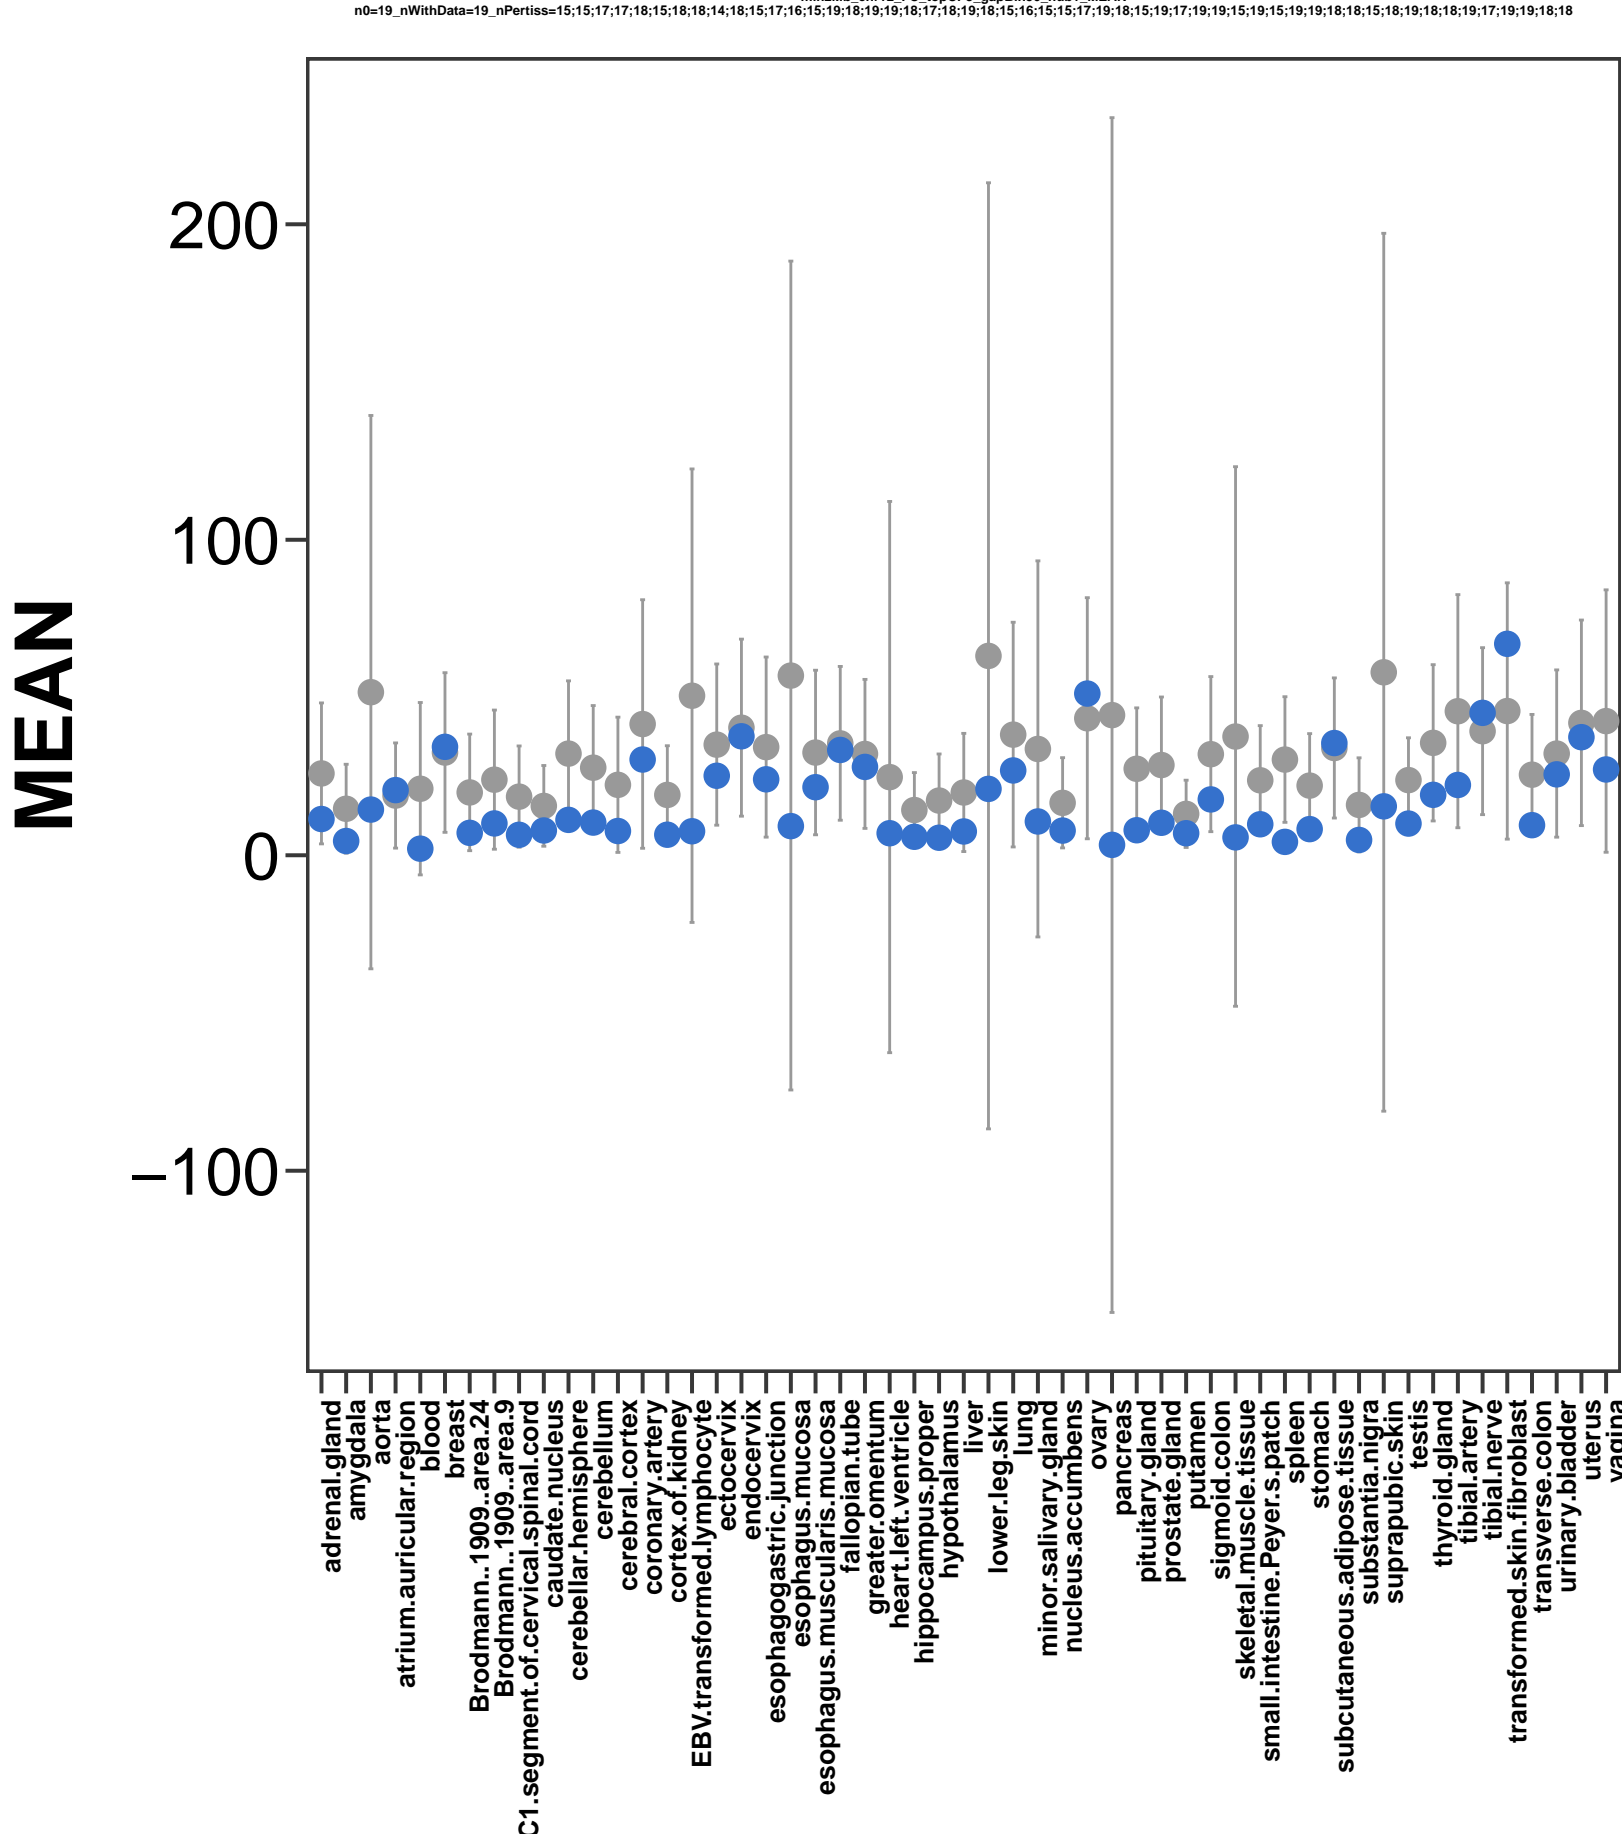 n0=19_nWithData=19_nPertiss=15;15;17;17;18;15;18;18;14;18;15;17;16;15;19;18;19;19;18;17;18;19;18;15;16;15;15;17;19;18;15;19;17;19;19;15;19;15;19;19;18;18;15;18;19;18;18;19;17;19;19;18;18
MEAN
200
100
0
−100
adrenal.gland
amygdala
aorta
atrium.auricular.region
blood
breast
Brodmann..1909..area.24
Brodmann..1909..area.9
C1.segment.of.cervical.spinal.cord
caudate.nucleus
cerebellar.hemisphere
cerebellum
cerebral.cortex
coronary.artery
cortex.of.kidney
EBV.transformed.lymphocyte
ectocervix
endocervix
esophagogastric.junction
esophagus.mucosa
esophagus.muscularis.mucosa
fallopian.tube
greater.omentum
heart.left.ventricle
hippocampus.proper
hypothalamus
liver
lower.leg.skin
lung
minor.salivary.gland
nucleus.accumbens
ovary
pancreas
pituitary.gland
prostate.gland
putamen
sigmoid.colon
skeletal.muscle.tissue
small.intestine.Peyer.s.patch
spleen
stomach
subcutaneous.adipose.tissue
substantia.nigra
suprapubic.skin
testis
thyroid.gland
tibial.artery
tibial.nerve
transformed.skin.fibroblast
transverse.colon
urinary.bladder
uterus
vagina